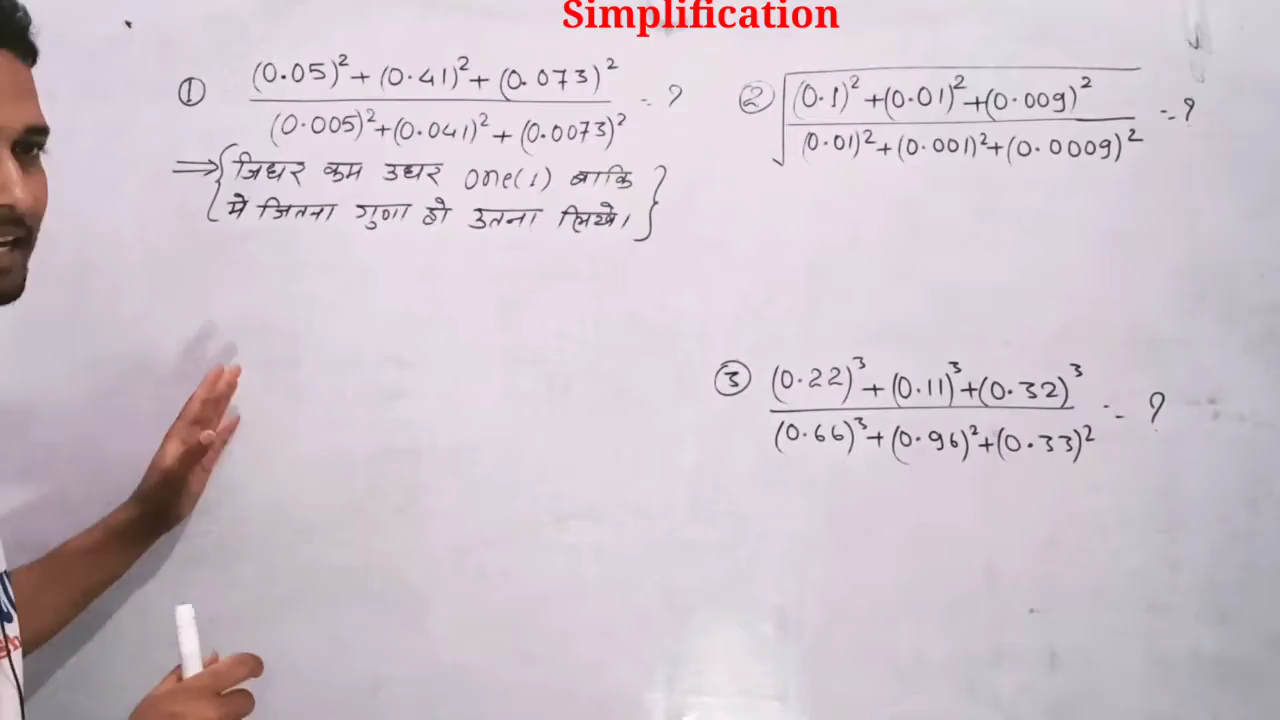 Simplification
① (0.05)² + (0.41)² + (0.073)² / (0.005)² + (0.041)² + (0.0073)² = ?
⇒ { जिधर कम उधर one(1) बाकि
में जितना गुणा हो उतना लिखे। }
② √((0.1)² + (0.01)² + (0.009)² / (0.01)² + (0.001)² + (0.0009)²) = ?
③ (0.22)³ + (0.11)³ + (0.32)³ / (0.66)³ + (0.96)² + (0.33)² = ?